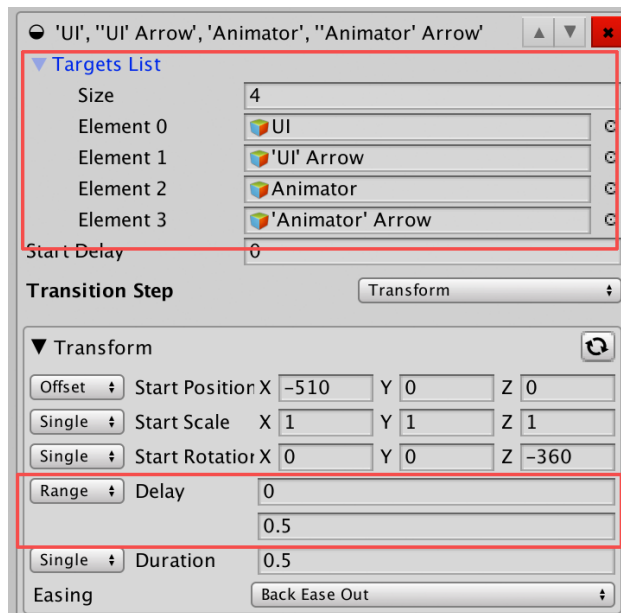 'UI', ''UI' Arrow', 'Animator', ''Animator' Arrow'
Targets List
Size 4
Element 0 UI
Element 1 'UI' Arrow
Element 2 Animator
Element 3 'Animator' Arrow
Start Delay 0
Transition Step Transform
Transform
Offset Start Position X -510 Y 0 Z 0
Single Start Scale X 1 Y 1 Z 1
Single Start Rotation X 0 Y 0 Z -360
Range Delay 0
0.5
Single Duration 0.5
Easing Back Ease Out